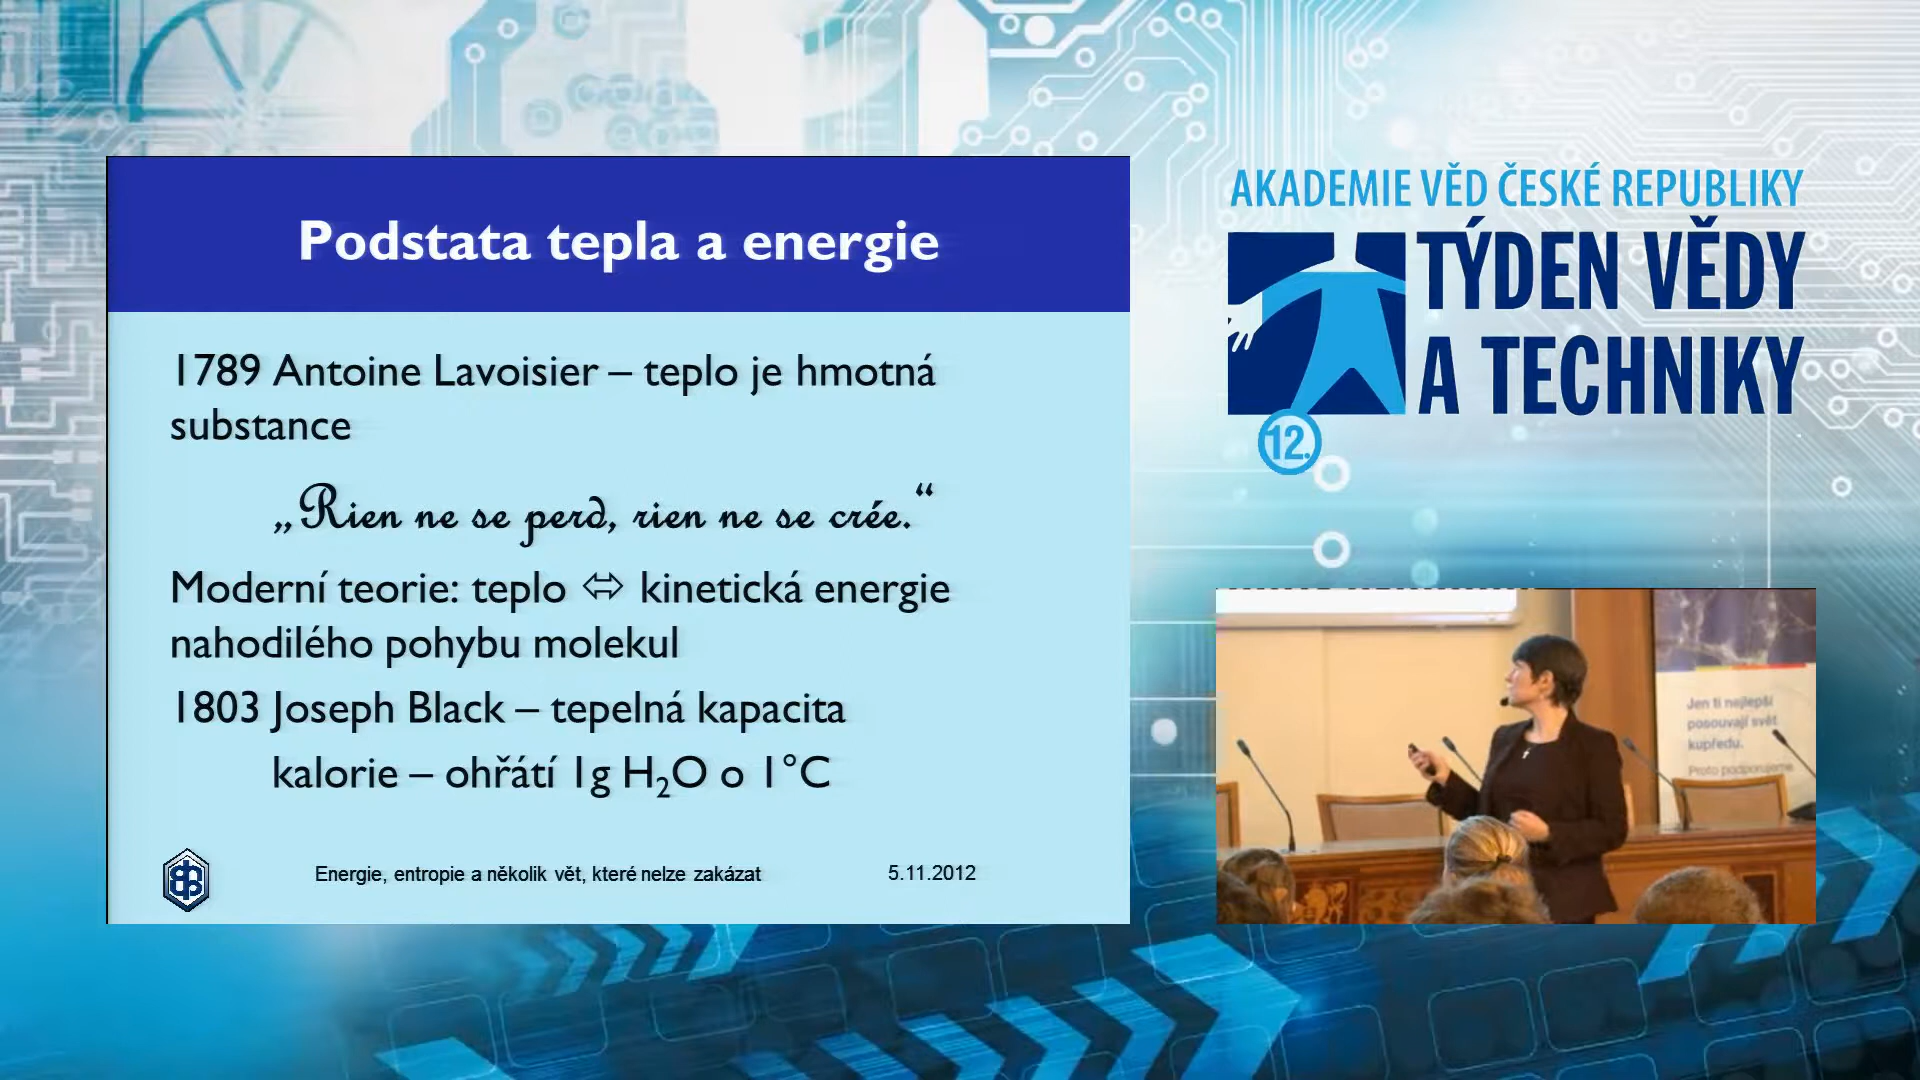 Podstata tepla a energie
1789 Antoine Lavoisier – teplo je hmotná
substance
„Rien ne se perd, rien ne se crée.“
Moderní teorie: teplo ⬄ kinetická energie
nahodilého pohybu molekul
1803 Joseph Black – tepelná kapacita
kalorie – ohřátí 1g H₂O o 1°C
Energie, entropie a několik vět, které nelze zakázat
5.11.2012
AKADEMIE VĚD ČESKÉ REPUBLIKY
TÝDEN VĚDY
A TECHNIKY
12.
Jen ti nejlepší
posouvají svět
kupředu.
Proto podporujeme